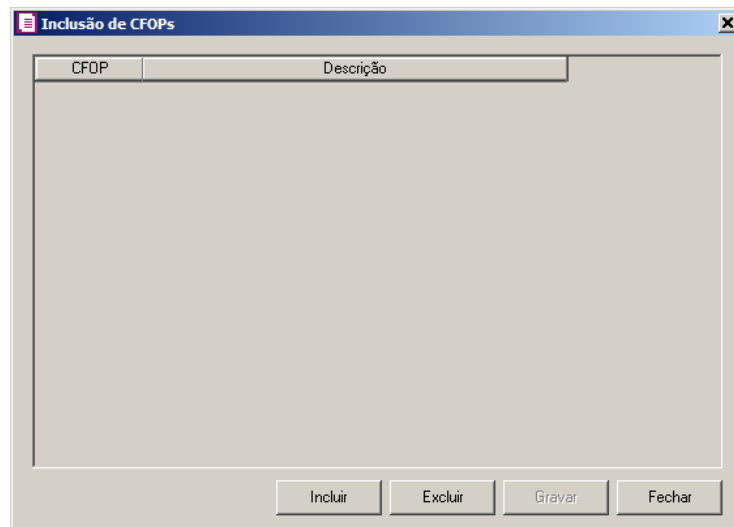 Inclusão de CFOPs
CFOP Descrição
Incluir Excluir Gravar Fechar